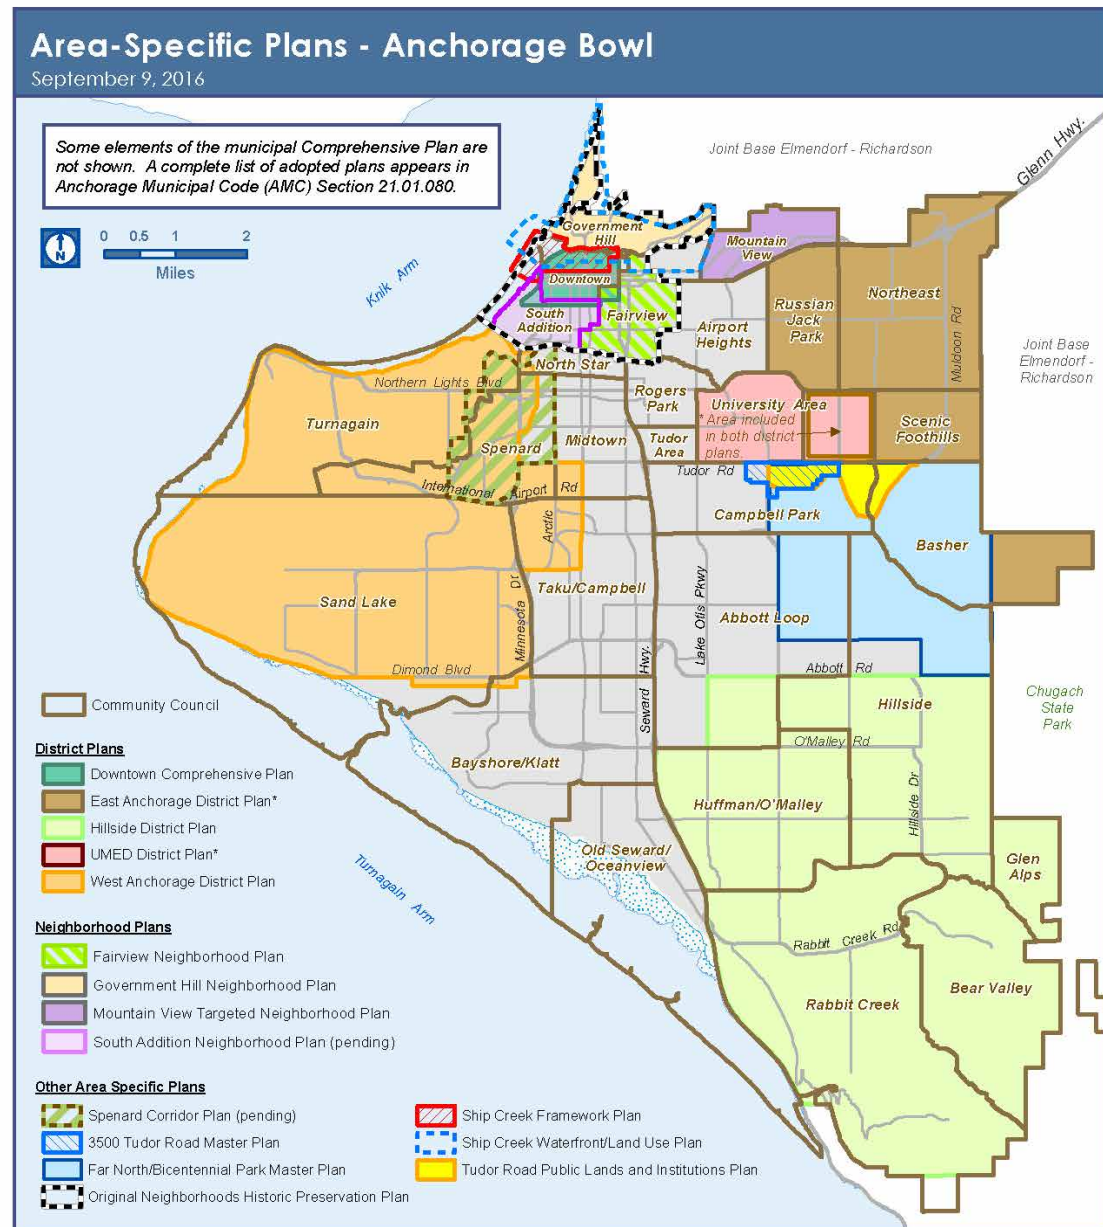 Area-Specific Plans - Anchorage Bowl
September 9, 2016
Some elements of the municipal Comprehensive Plan are
not shown. A complete list of adopted plans appears in
Anchorage Municipal Code (AMC) Section 21.01.080.
N
0 0.5 1 2
Miles
Joint Base Elmendorf - Richardson
Glenn Hwy.
Knik Arm
Government
Hill
Mountain
View
Downtown
Northeast
Russian
Jack
Park
South
Addition
Fairview
Airport
Heights
Muldoon Rd
Joint Base
Elmendorf -
Richardson
North Star
Northern Lights Blvd
Rogers
Park
University Area
* Area included
in both district
plans.
Turnagain
Spenard
Midtown
Tudor
Area
Scenic
Foothills
Tudor Rd
International Airport Rd
Arctic
Campbell Park
Basher
Minnesota Dr
Taku/Campbell
Lake Otis Pkwy
Sand Lake
Abbott Loop
Dimond Blvd
Seward Hwy.
Abbott Rd
Chugach
State
Park
Hillside
O'Malley Rd
Bayshore/Klatt
Huffman/O'Malley
Hillside Dr
Old Seward/
Oceanview
Glen
Alps
Turnagain Arm
Rabbit Creek Rd
Rabbit Creek
Bear Valley
Community Council
District Plans
Downtown Comprehensive Plan
East Anchorage District Plan*
Hillside District Plan
UMED District Plan*
West Anchorage District Plan
Neighborhood Plans
Fairview Neighborhood Plan
Government Hill Neighborhood Plan
Mountain View Targeted Neighborhood Plan
South Addition Neighborhood Plan (pending)
Other Area Specific Plans
Spenard Corridor Plan (pending)
3500 Tudor Road Master Plan
Far North/Bicentennial Park Master Plan
Original Neighborhoods Historic Preservation Plan
Ship Creek Framework Plan
Ship Creek Waterfront/Land Use Plan
Tudor Road Public Lands and Institutions Plan